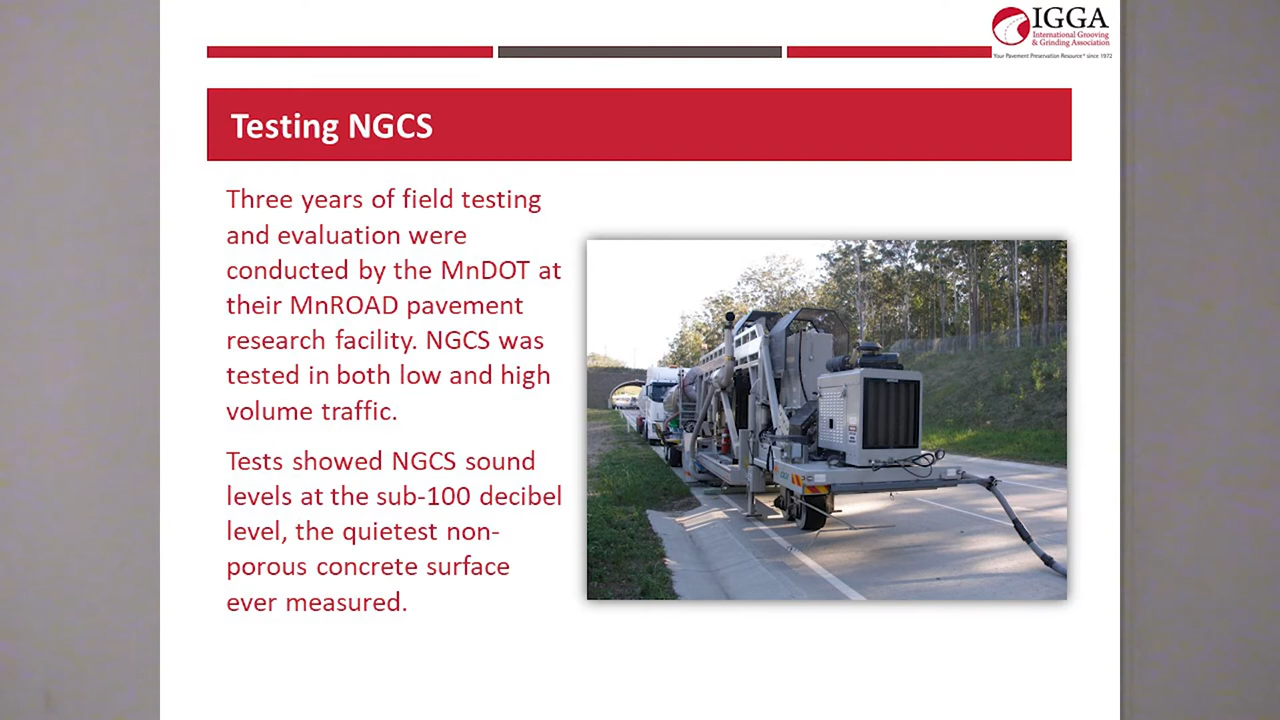 IGGA
International Grooving
& Grinding Association
Your Pavement Preservation Resource® since 1972
Testing NGCS
Three years of field testing
and evaluation were
conducted by the MnDOT at
their MnROAD pavement
research facility. NGCS was
tested in both low and high
volume traffic.
Tests showed NGCS sound
levels at the sub-100 decibel
level, the quietest non-
porous concrete surface
ever measured.